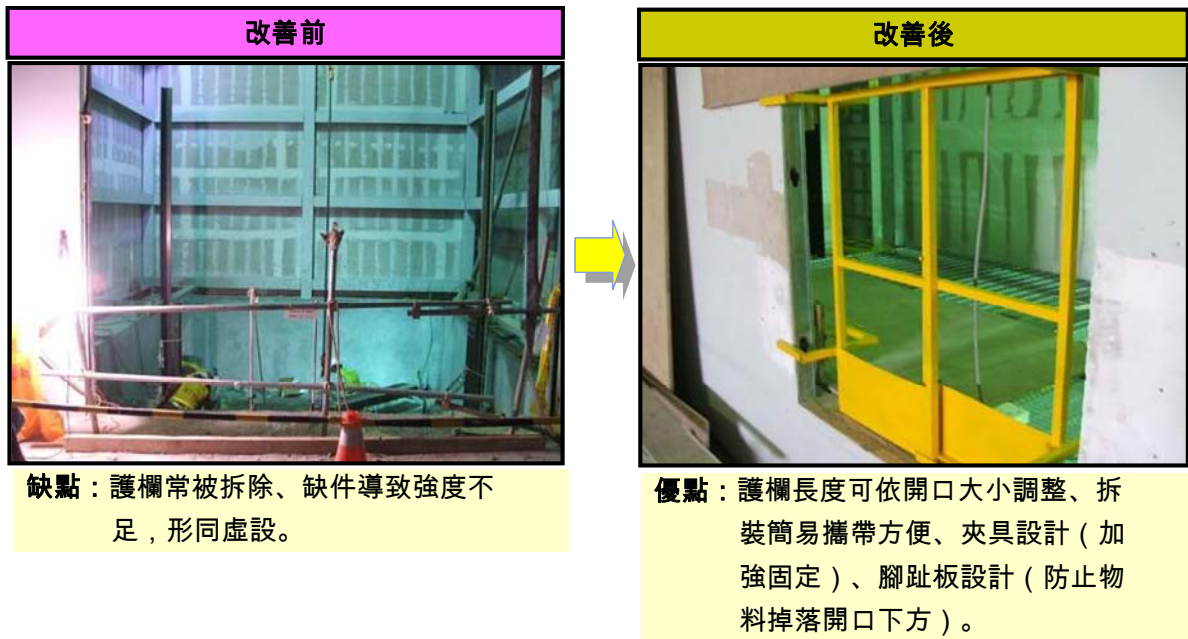 改善前
改善後
缺點：護欄常被拆除、缺件導致強度不
足，形同虛設。
優點：護欄長度可依開口大小調整、拆
裝簡易攜帶方便、夾具設計（加
強固定）、腳趾板設計（防止物
料掉落開口下方）。